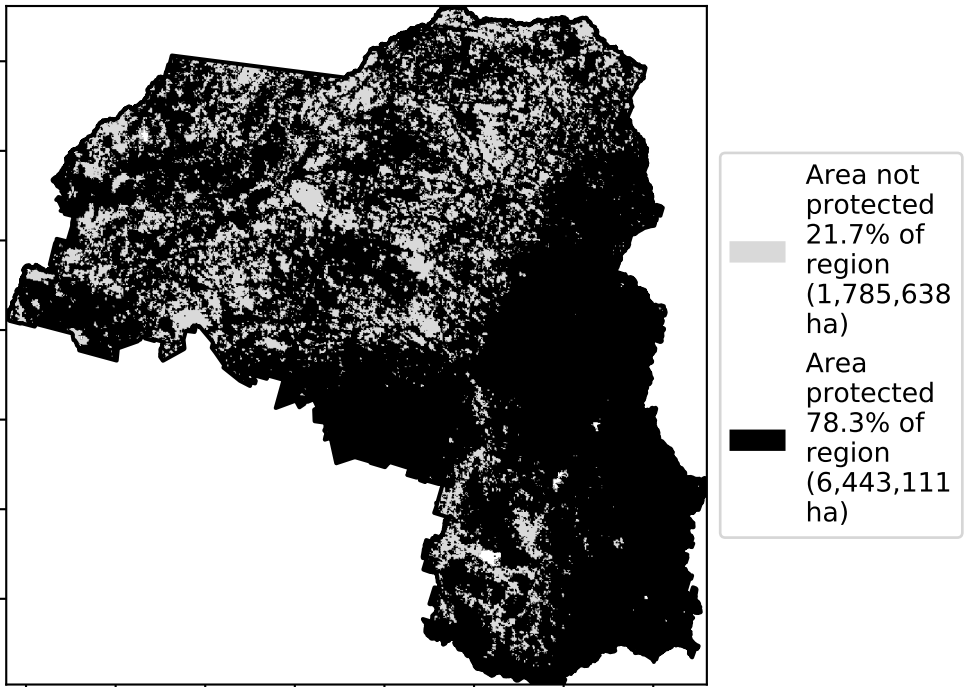 Area not
protected
21.7% of
region
(1,785,638
ha)
Area
protected
78.3% of
region
(6,443,111
ha)